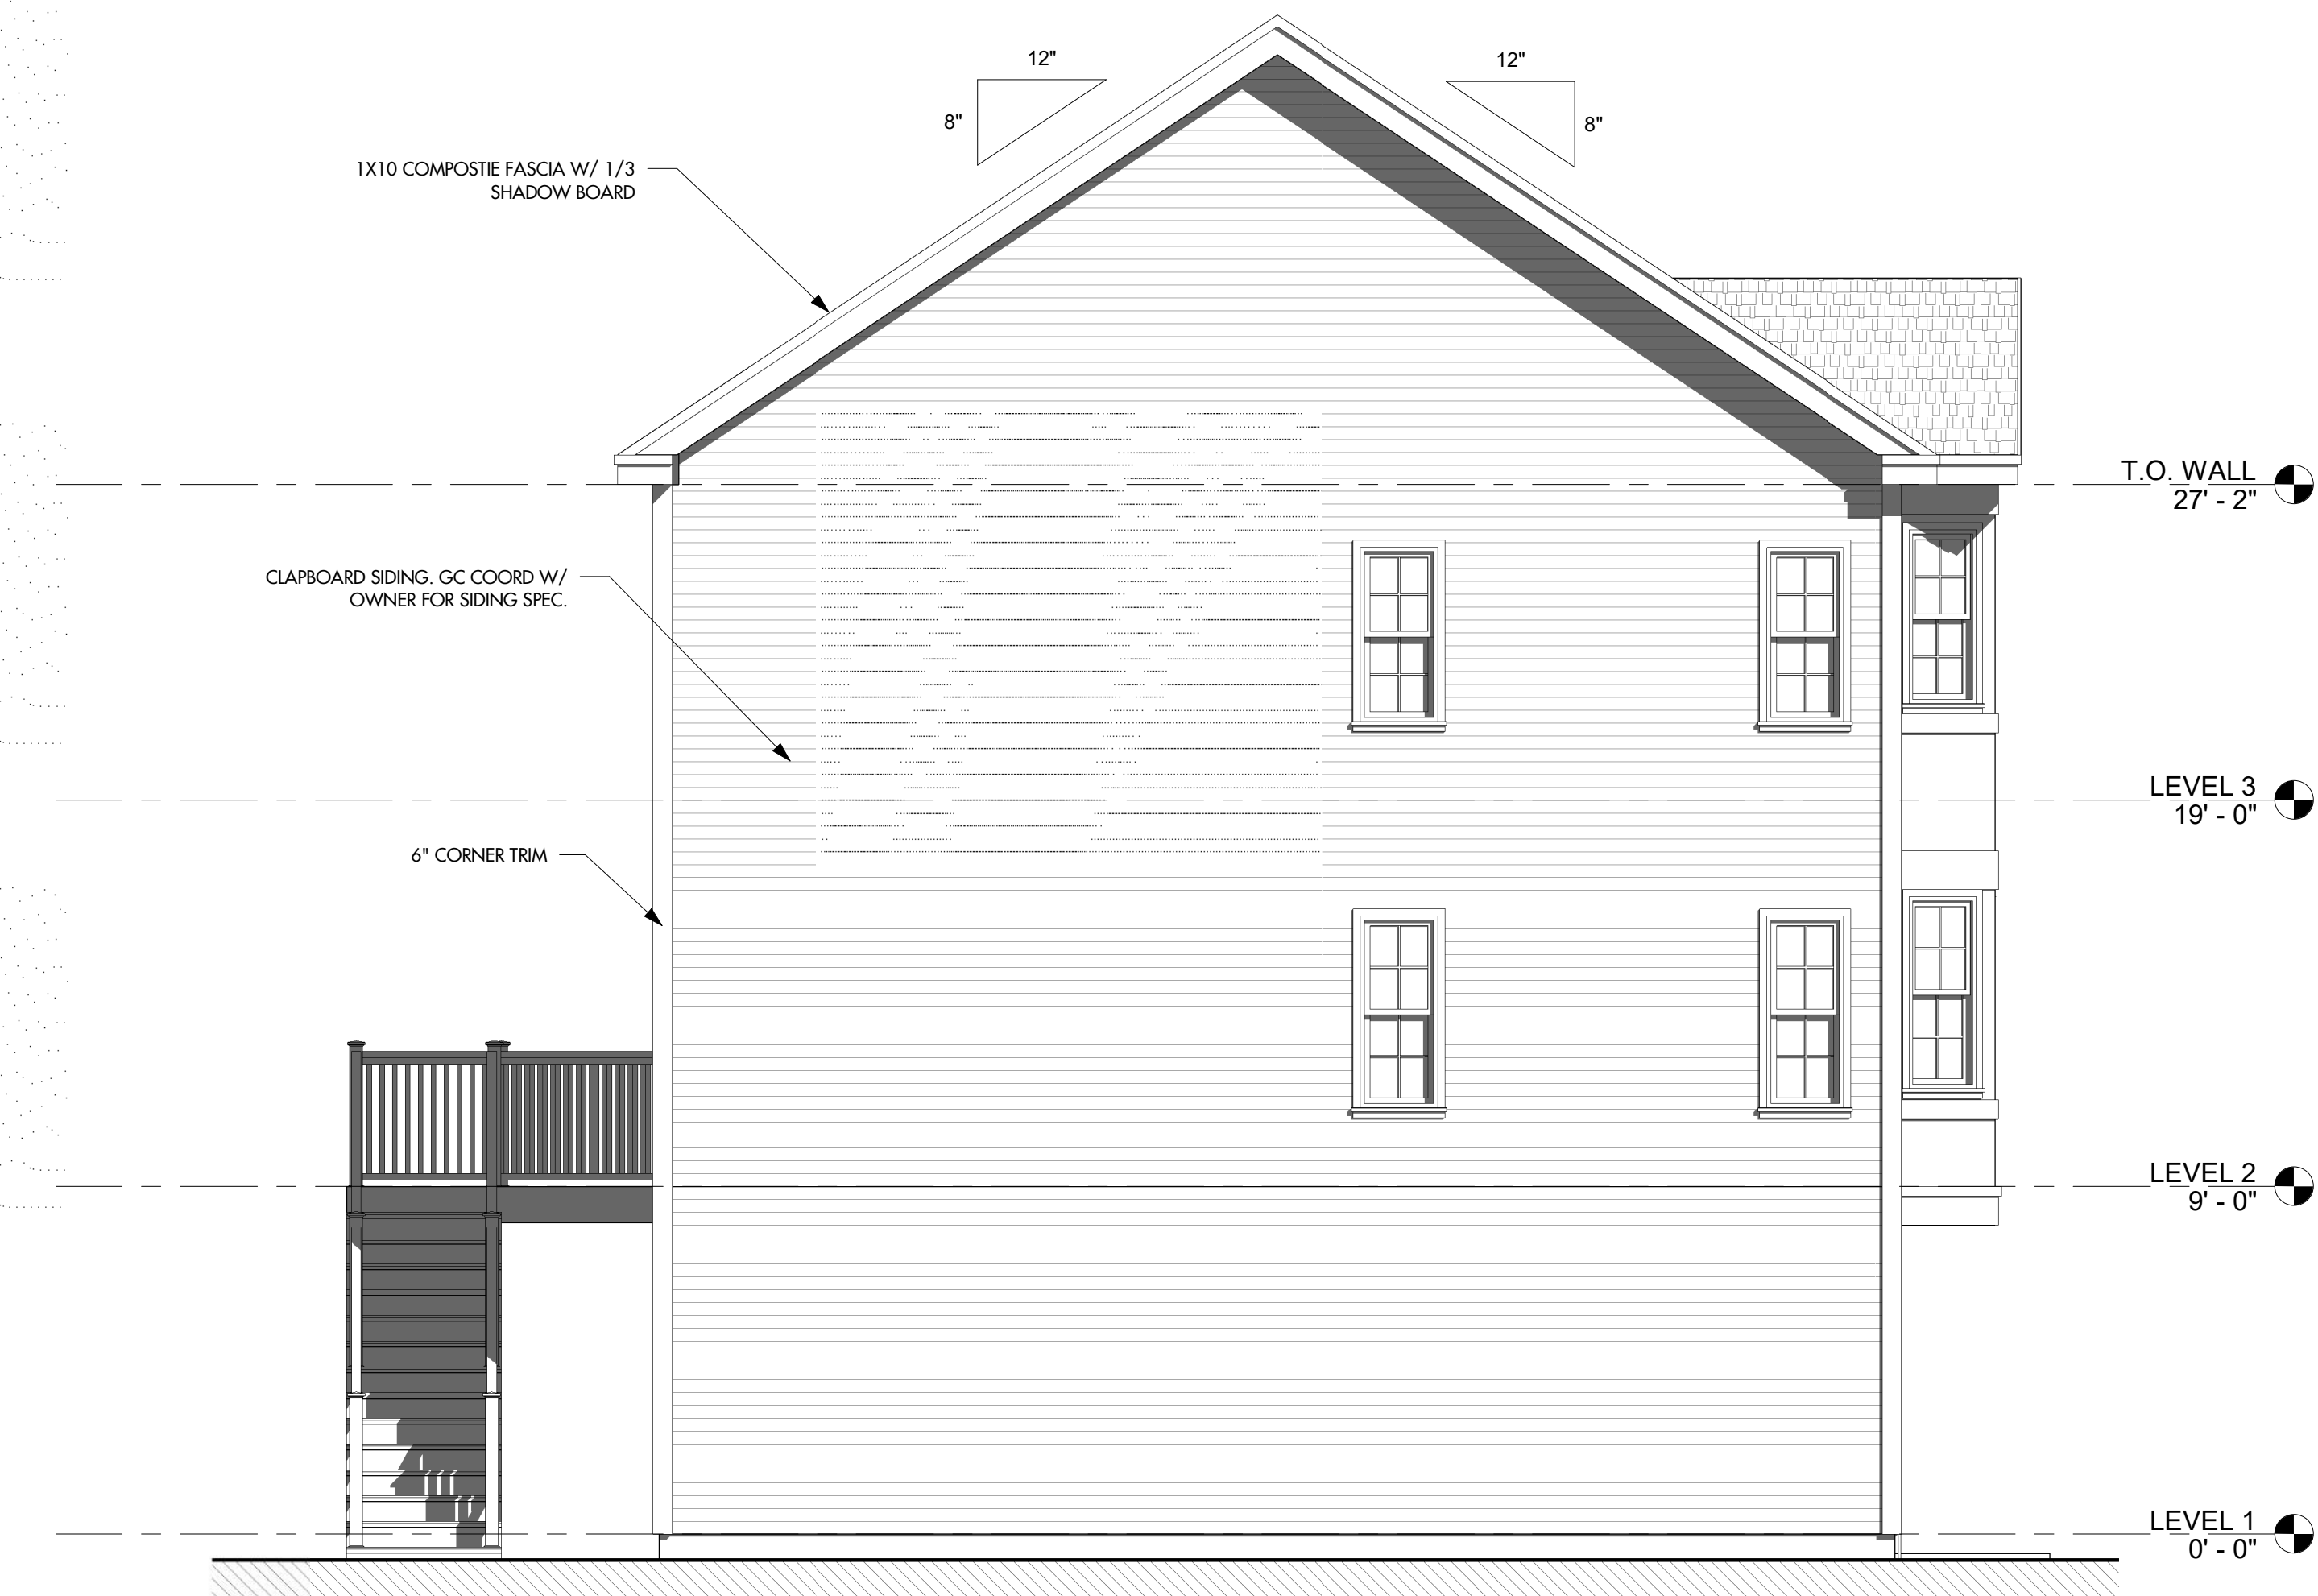 12"
12"
8"
8"
1X10 COMPOSTIE FASCIA W/ 1/3
SHADOW BOARD
T.O. WALL
27' - 2"
CLAPBOARD SIDING. GC COORD W/
OWNER FOR SIDING SPEC.
LEVEL 3
19' - 0"
6" CORNER TRIM
LEVEL 2
9' - 0"
LEVEL 1
0' - 0"